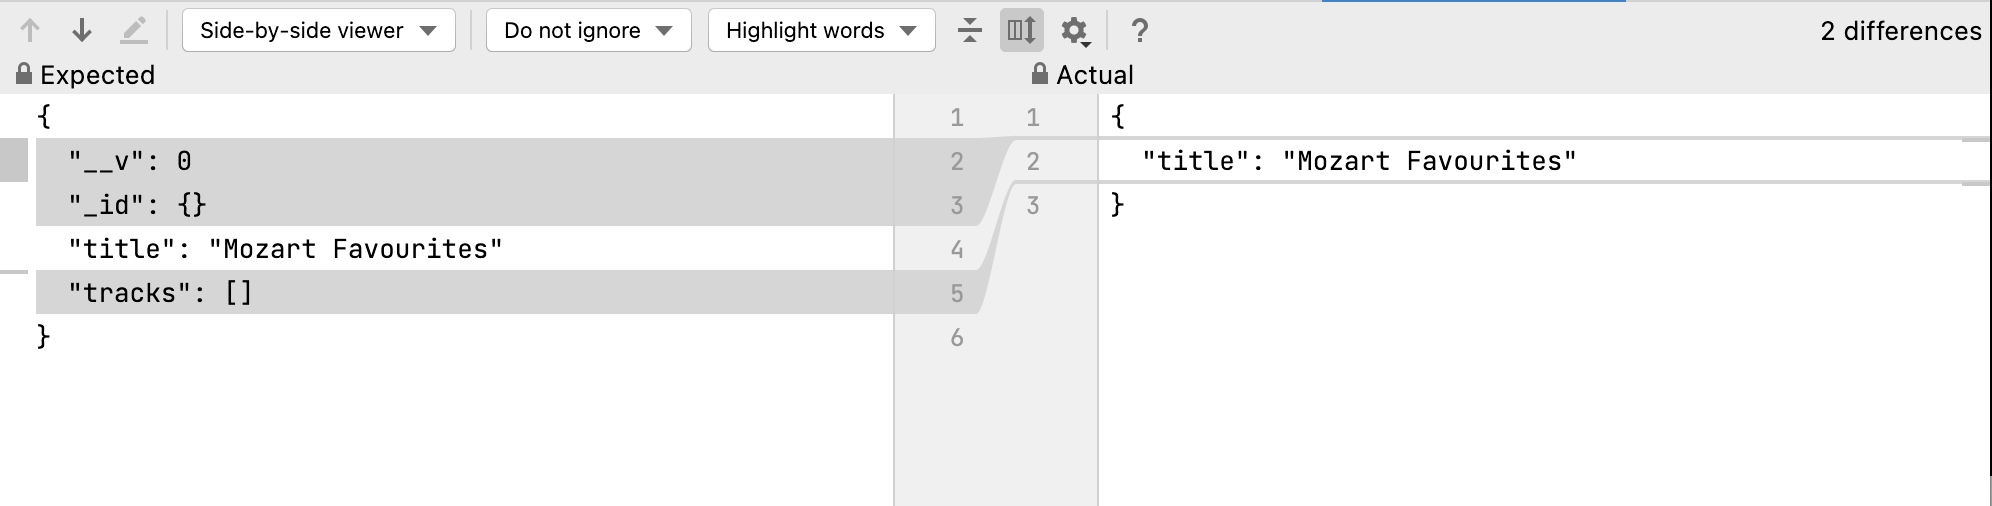 Side-by-side viewer Do not ignore Highlight words ? 2 differences
Expected Actual
{ 1 1 {
"__v": 0 2 2 "title": "Mozart Favourites"
"_id": {} 3 3 }
"title": "Mozart Favourites" 4
"tracks": [] 5
} 6